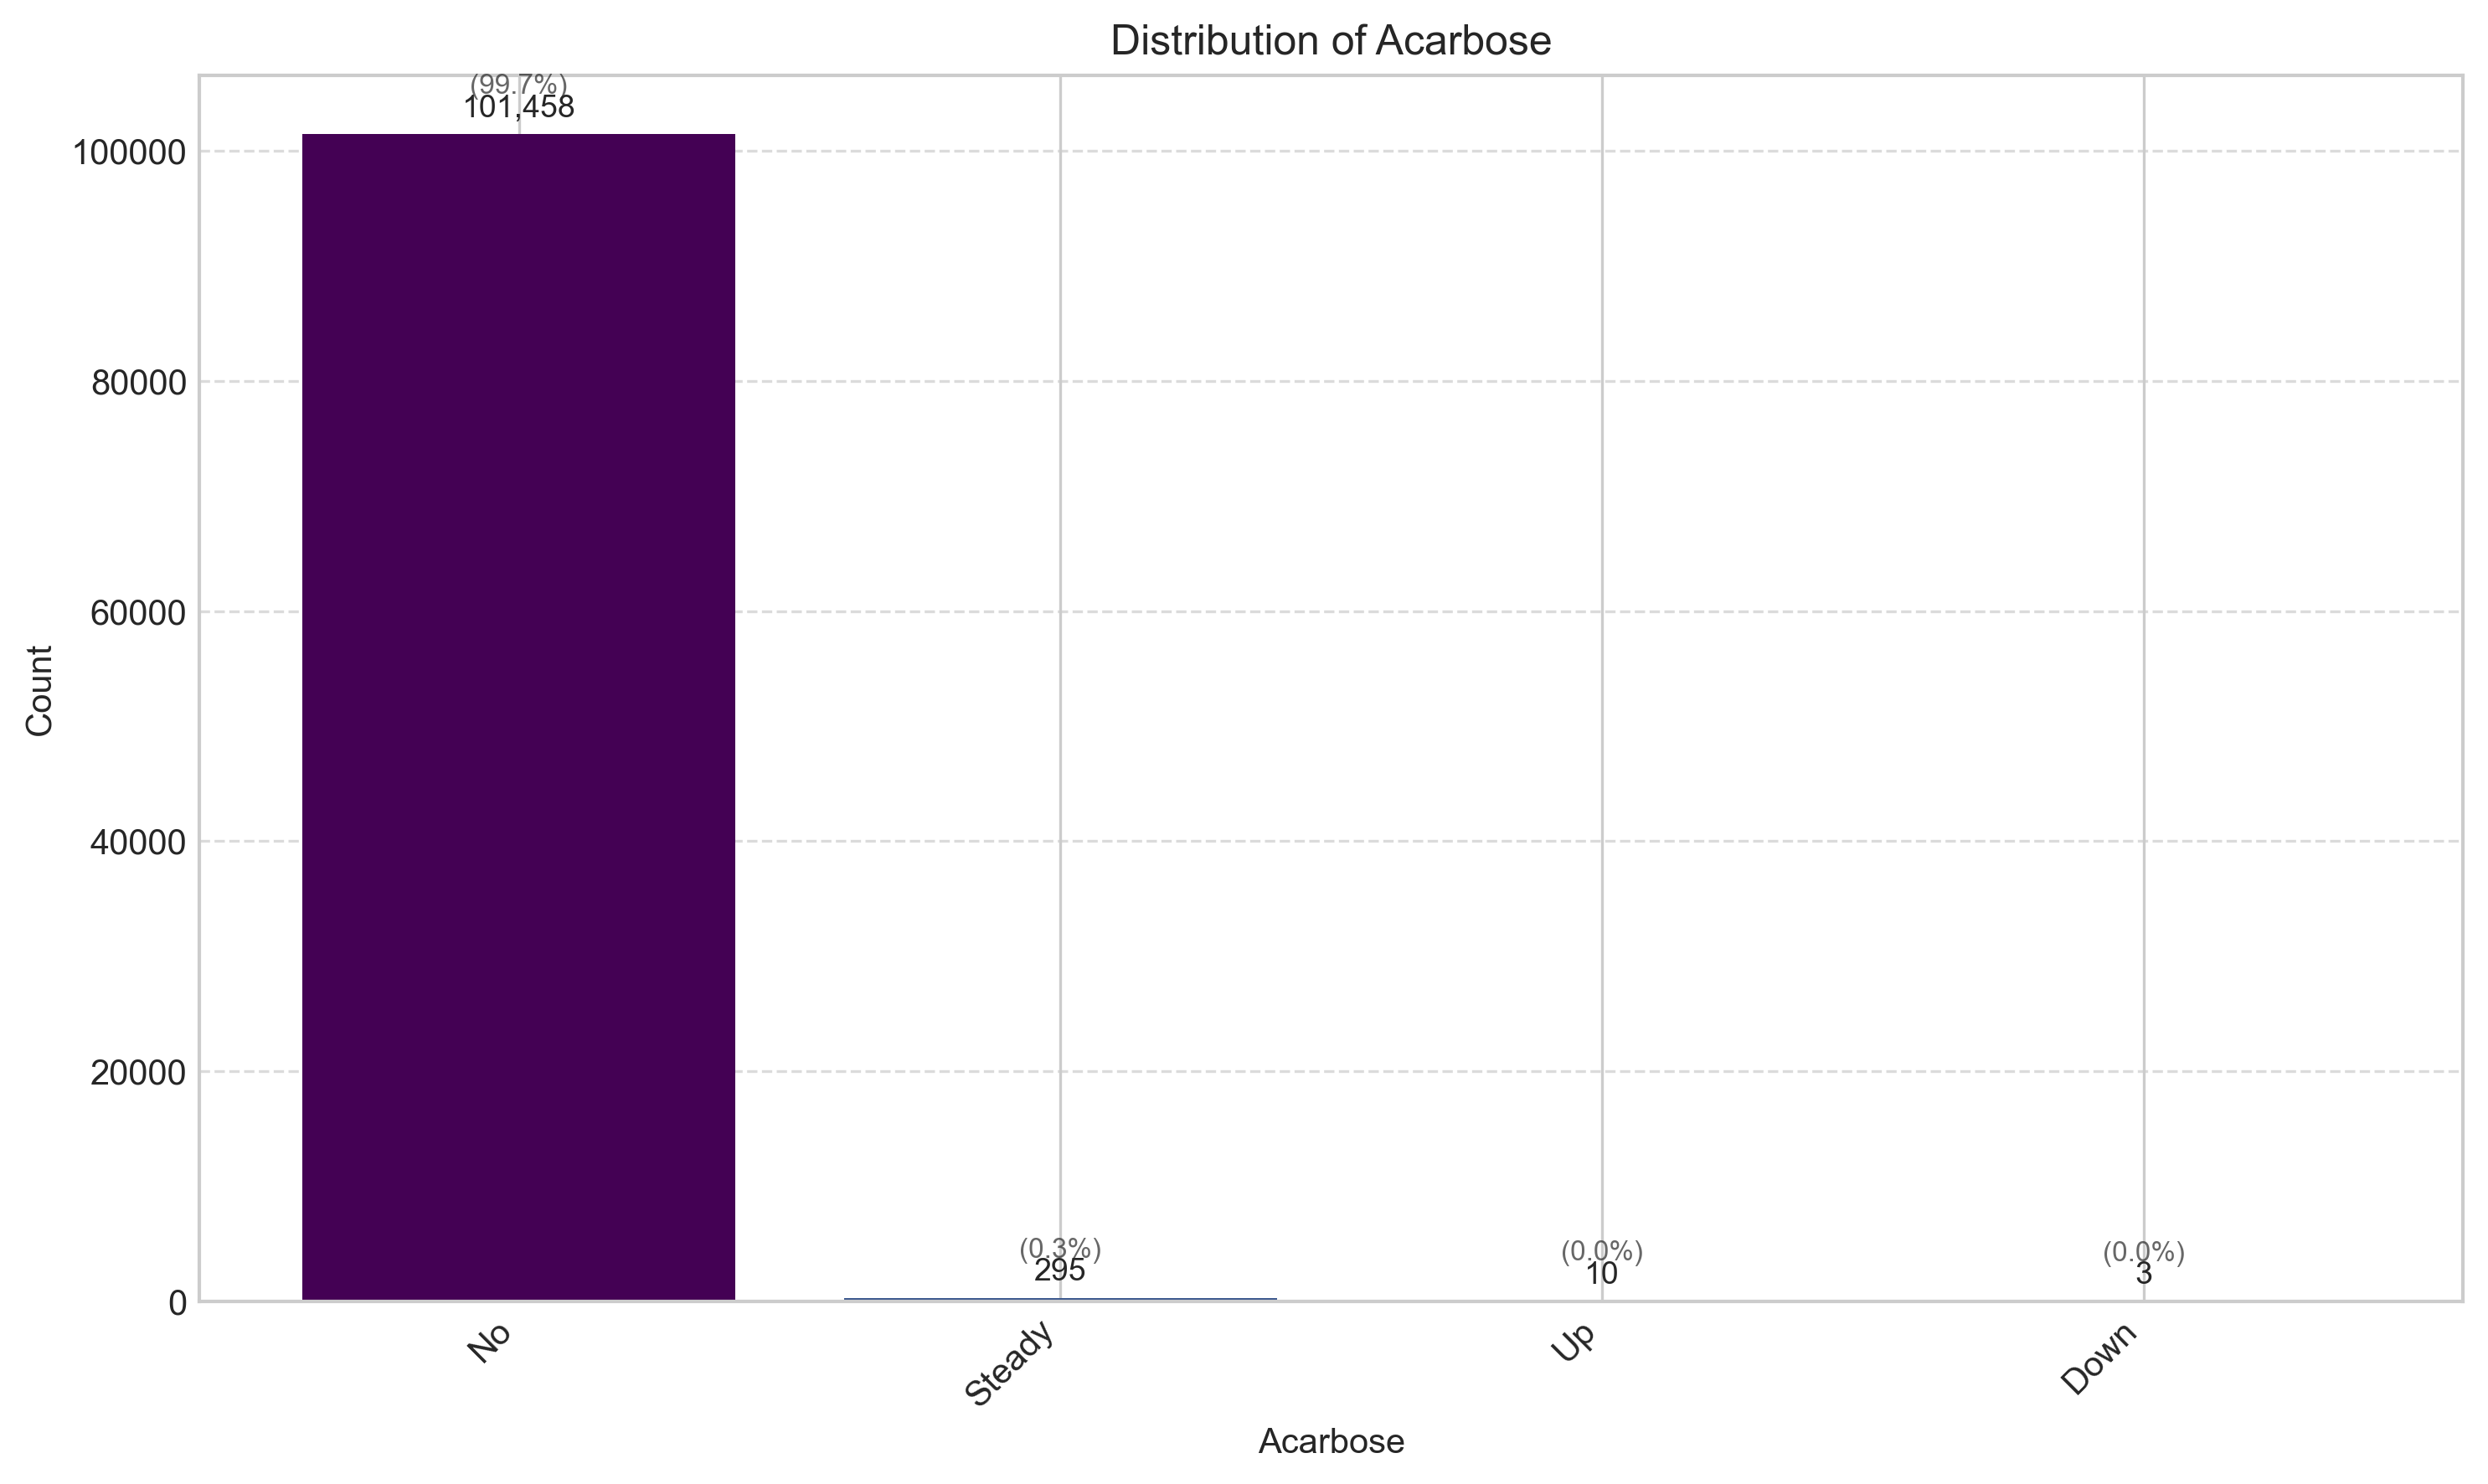 Distribution of Acarbose
(99.7%)
101,458
100000
80000
60000
40000
20000
0
Count
(0.3%)
295
(0.0%)
10
(0.0%)
3
No
Steady
Up
Down
Acarbose